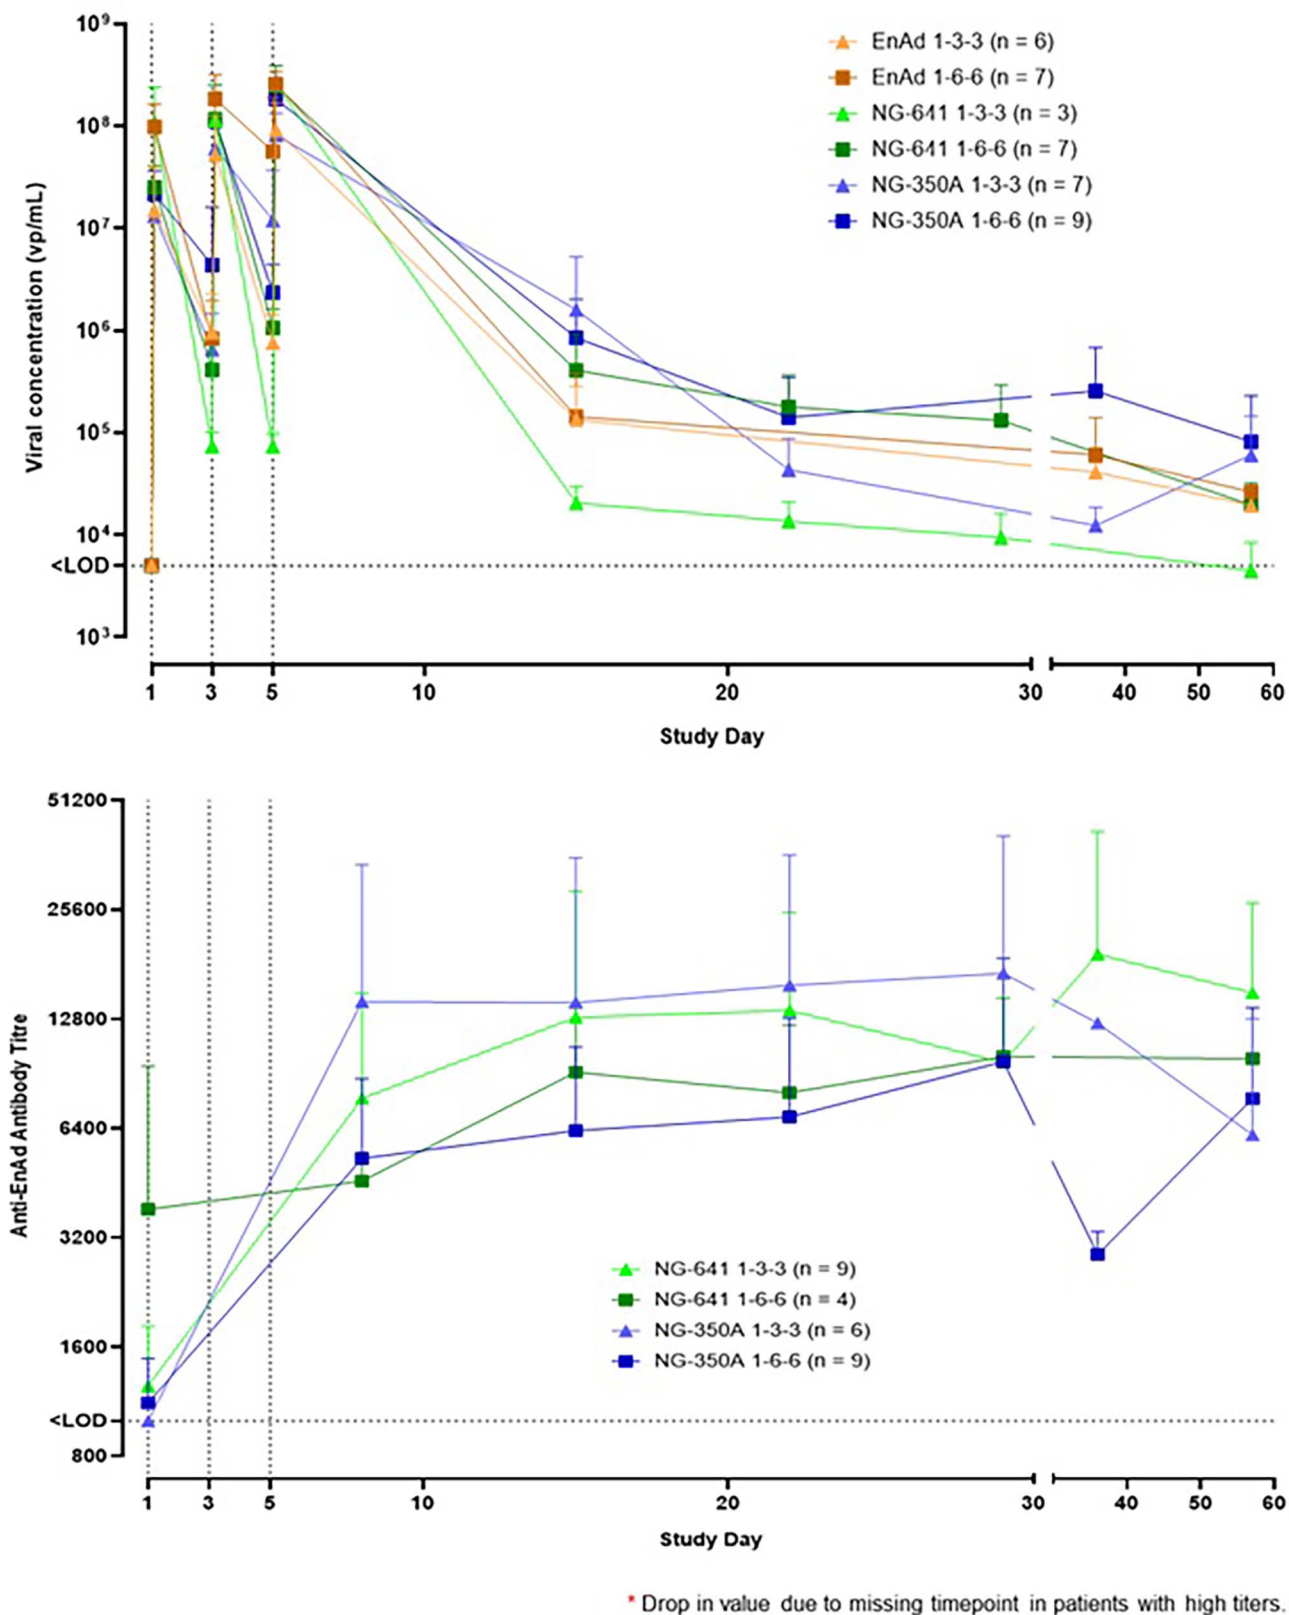 10⁹
10⁸
10⁷
10⁶
10⁵
10⁴
<LOD
10³
Viral concentration (vp/mL)
EnAd 1-3-3 (n = 6)
EnAd 1-6-6 (n = 7)
NG-641 1-3-3 (n = 3)
NG-641 1-6-6 (n = 7)
NG-350A 1-3-3 (n = 7)
NG-350A 1-6-6 (n = 9)
1 3 5 10 20 30 40 50 60
Study Day
51200
25600
12800
6400
3200
1600
<LOD
800
Anti-EnAd Antibody Titre
NG-641 1-3-3 (n = 9)
NG-641 1-6-6 (n = 4)
NG-350A 1-3-3 (n = 6)
NG-350A 1-6-6 (n = 9)
1 3 5 10 20 30 40 50 60
Study Day
* Drop in value due to missing timepoint in patients with high titers.